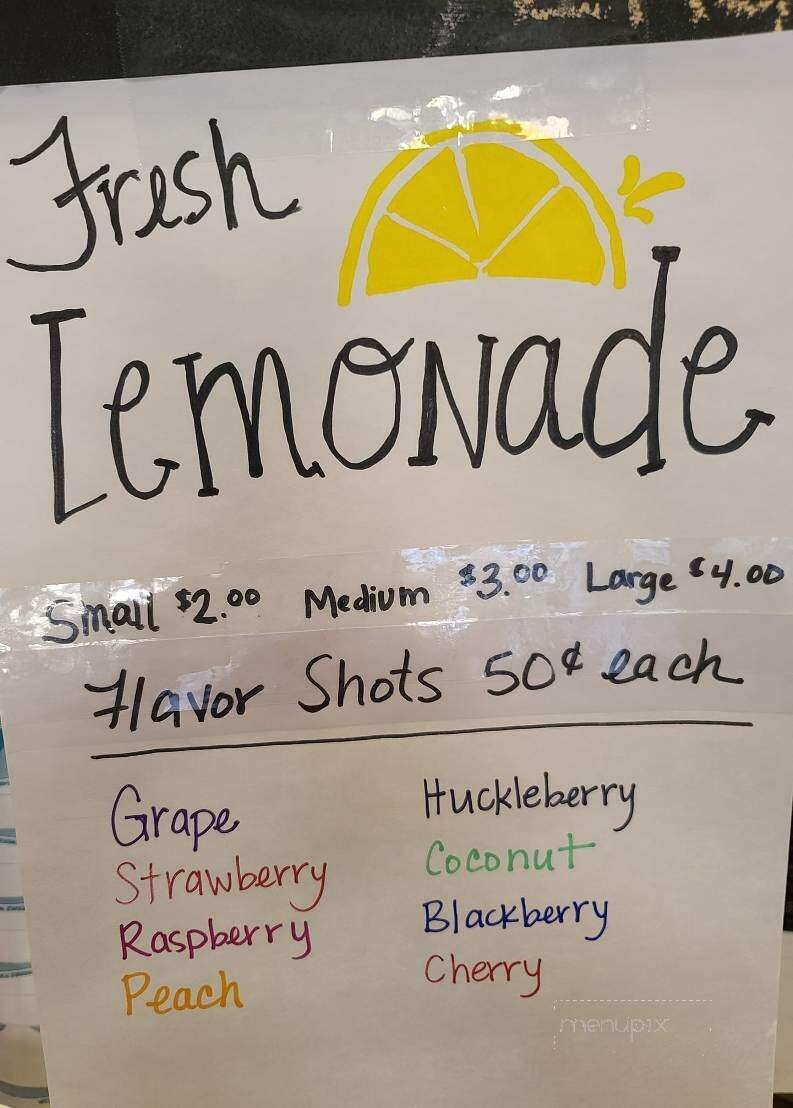 Fresh
Lemonade
Small $2.00 Medium $3.00 Large $4.00
Flavor Shots 50¢ each
Grape Huckleberry
Strawberry Coconut
Raspberry Blackberry
Peach Cherry
menupix